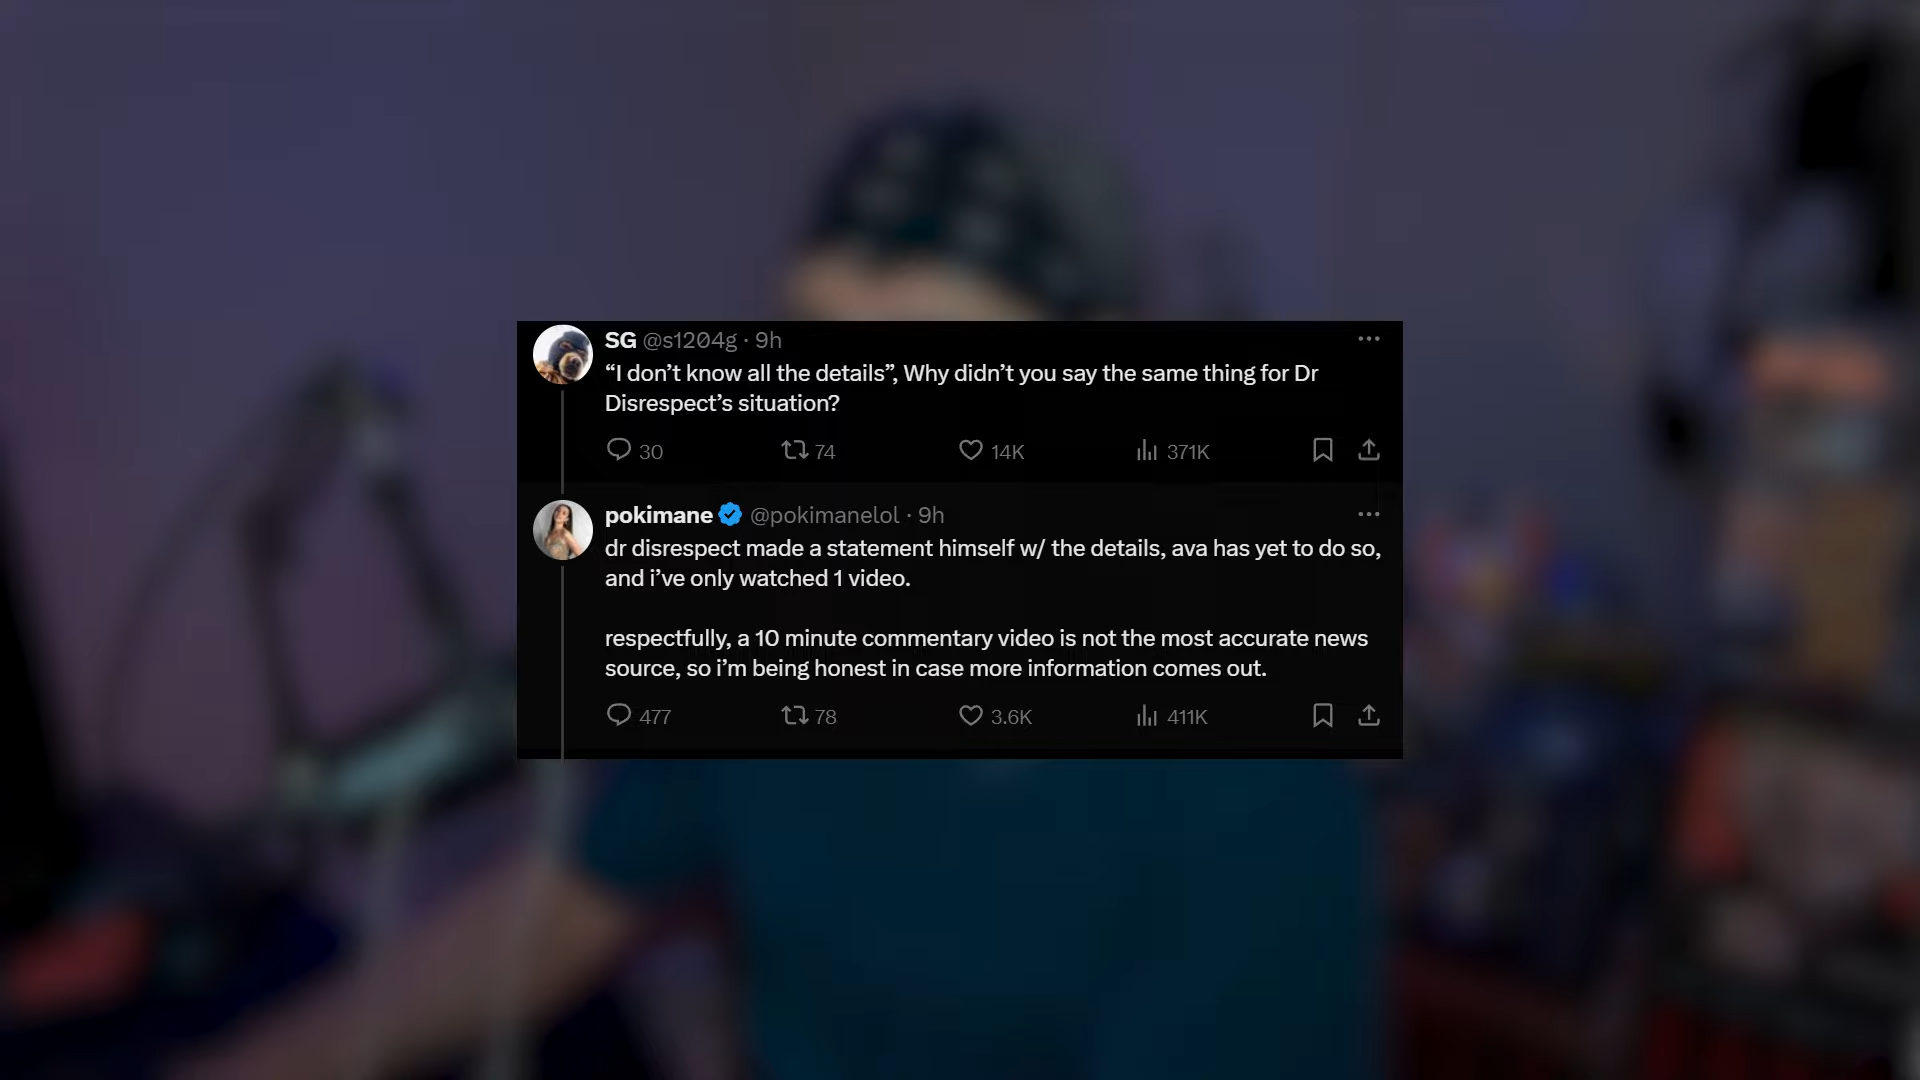 SG @s1204g · 9h
“I don’t know all the details”, Why didn’t you say the same thing for Dr
Disrespect’s situation?
30 74 14K 371K
pokimane @pokimanelol · 9h
dr disrespect made a statement himself w/ the details, ava has yet to do so,
and i’ve only watched 1 video.
respectfully, a 10 minute commentary video is not the most accurate news
source, so i’m being honest in case more information comes out.
477 78 3.6K 411K